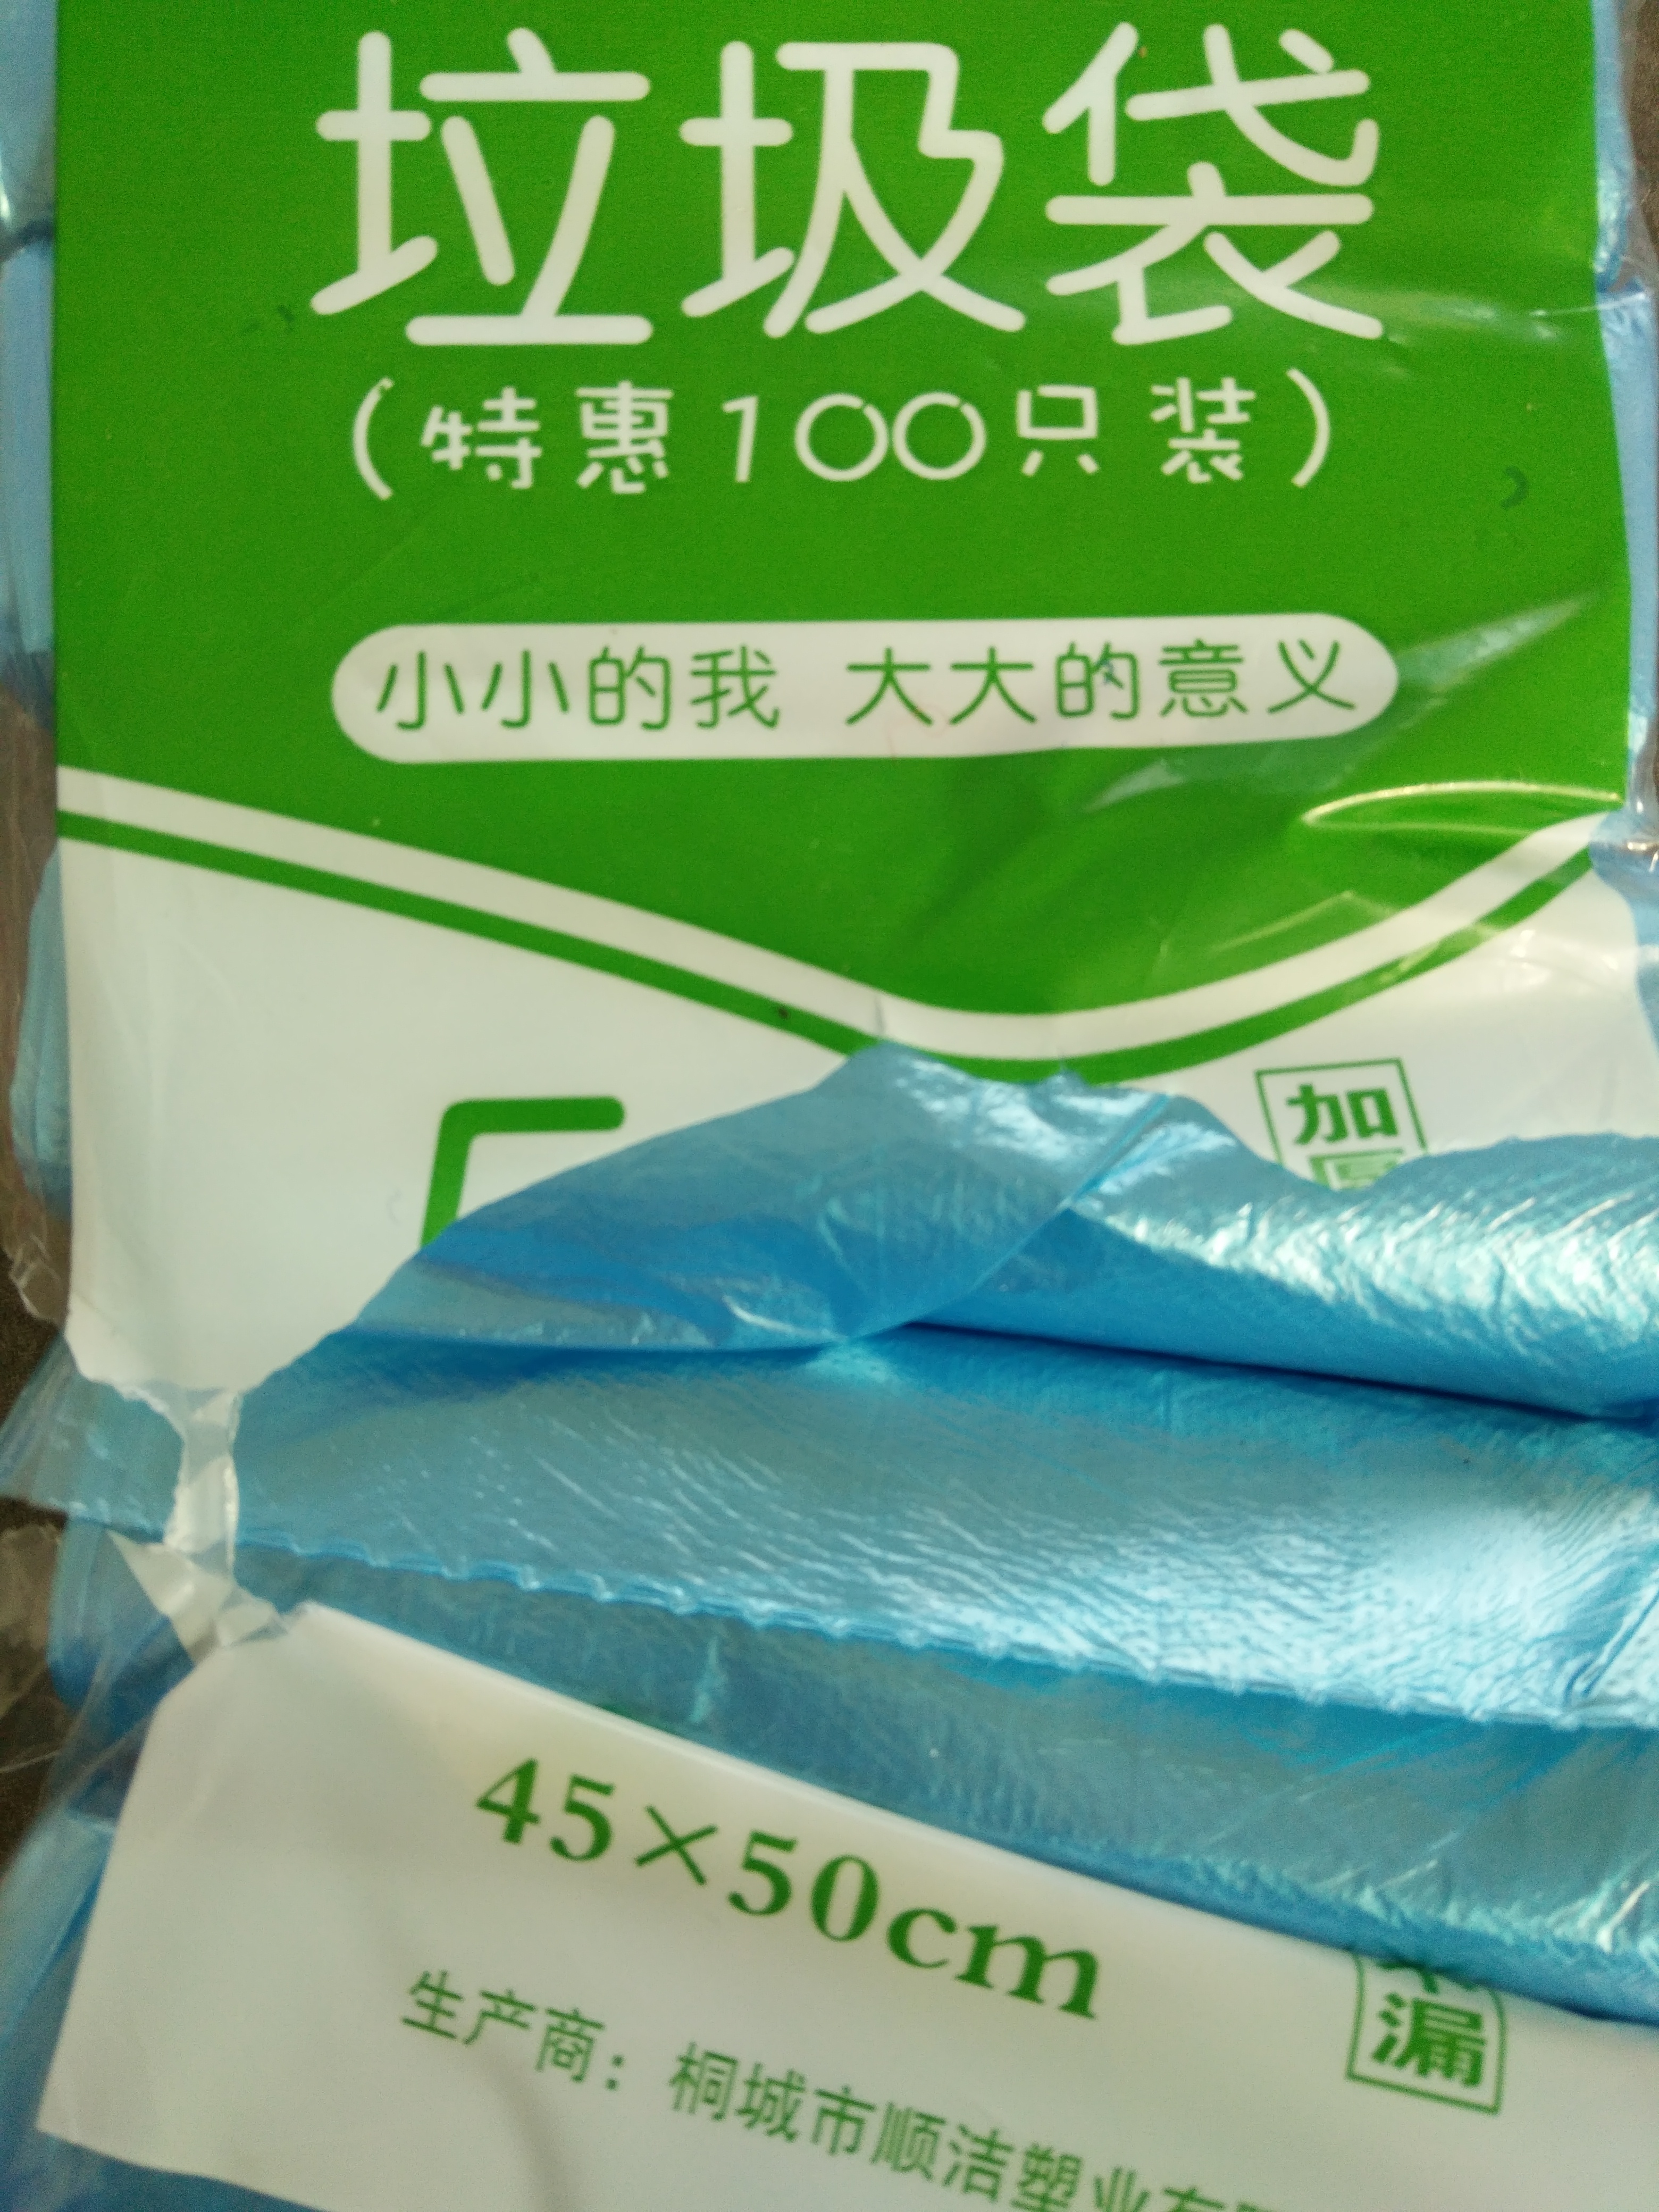 垃圾袋
(特惠100只装)
小小的我 大大的意义
加
45×50cm
漏
生产商：桐城市顺洁塑业有